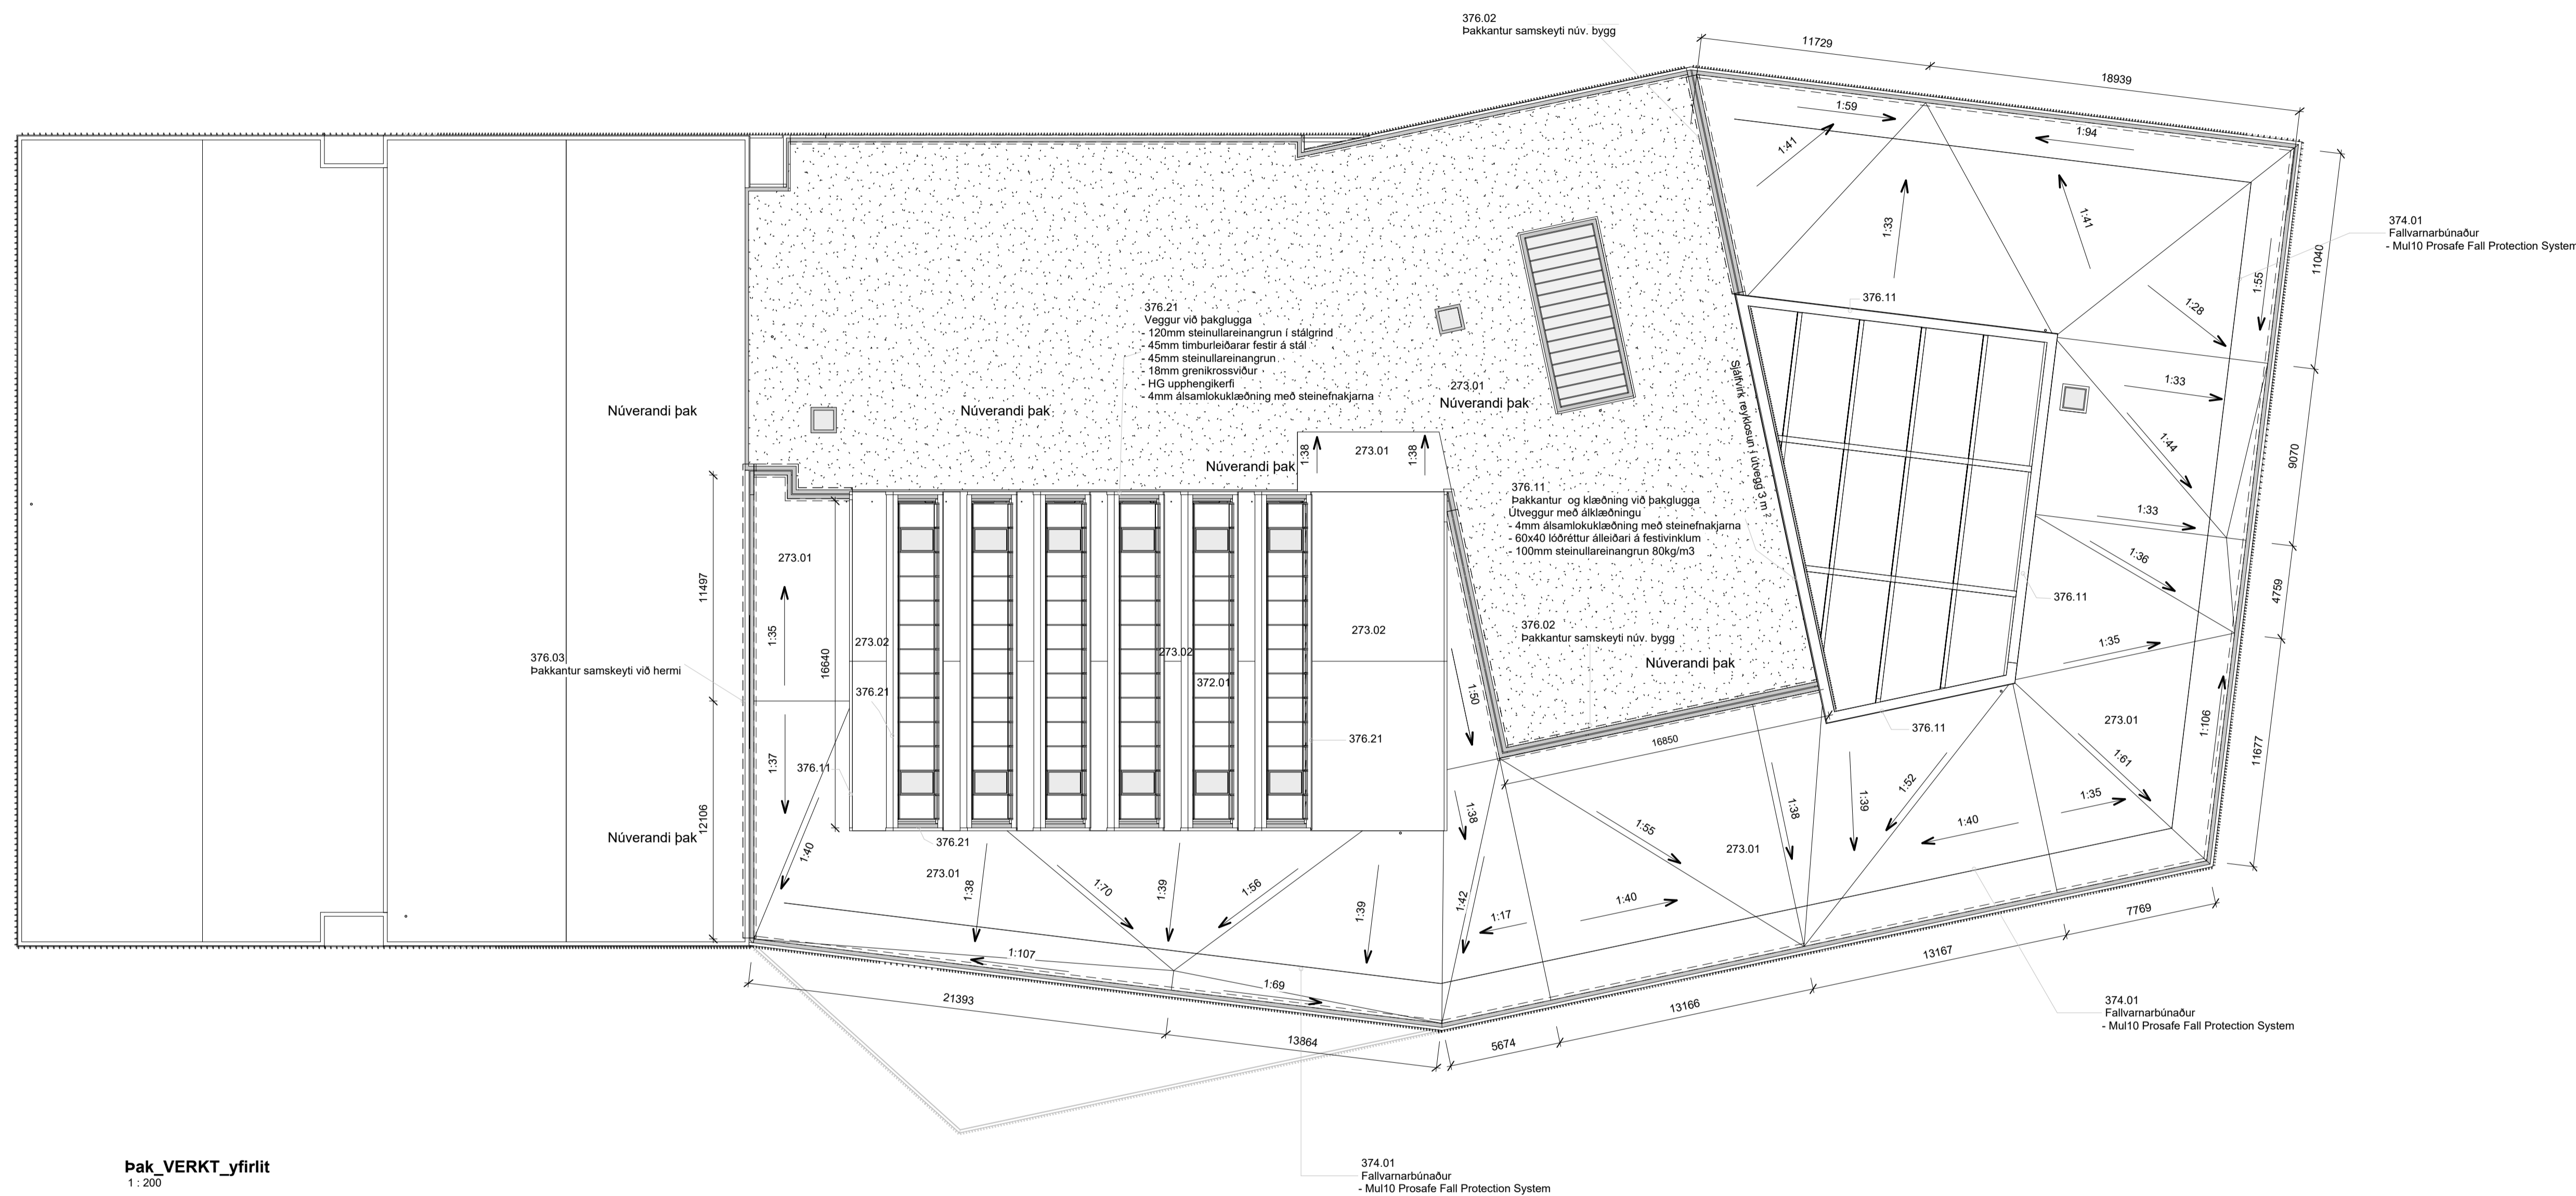 376.02
Þakkantur samskeyti núv. bygg
11729
18939
1:59
1:94
1:41
1:33
1:41
1:28
1:55
11040
374.01
Fallvarnarbúnaður
- Mul10 Prosafe Fall Protection System
376.21
Veggur við þakglugga
- 120mm steinullareinangrun í stálgrind
- 45mm timburleiðarar festir á stál
- 45mm steinullareinangrun
- 18mm grenikrossviður
- HG upphengikerfi
- 4mm álsamlokuklæðning með steinefnakjarna
376.11
Sjálfvirk reyklosun í útvegg 3 m²
273.01
Núverandi þak
Núverandi þak
Núverandi þak
Núverandi þak
1:38
273.01
1:38
1:33
1:44
9070
376.11
Þakkantur og klæðning við þakglugga
Útveggur með álklæðningu
- 4mm álsamlokuklæðning með steinefnakjarna
- 60x40 lóðréttur álleiðari á festivinklum
- 100mm steinullareinangrun 80kg/m3
1:33
1:36
4759
273.01
11497
1:35
16640
273.02
273.02
273.02
372.01
376.21
376.11
376.02
Þakkantur samskeyti núv. bygg
Núverandi þak
1:35
376.03
Þakkantur samskeyti við hermi
1:50
376.21
376.11
16850
273.01
1:106
11677
1:61
1:37
376.11
12106
Núverandi þak
376.21
1:40
273.01
1:38
1:70
1:39
1:56
1:39
1:38
1:42
1:17
1:40
1:55
273.01
1:38
1:39
1:52
1:40
1:35
1:107
1:69
21393
13864
5674
13166
13167
7769
374.01
Fallvarnarbúnaður
- Mul10 Prosafe Fall Protection System
374.01
Fallvarnarbúnaður
- Mul10 Prosafe Fall Protection System
Þak_VERKT_yfirlit
1 : 200